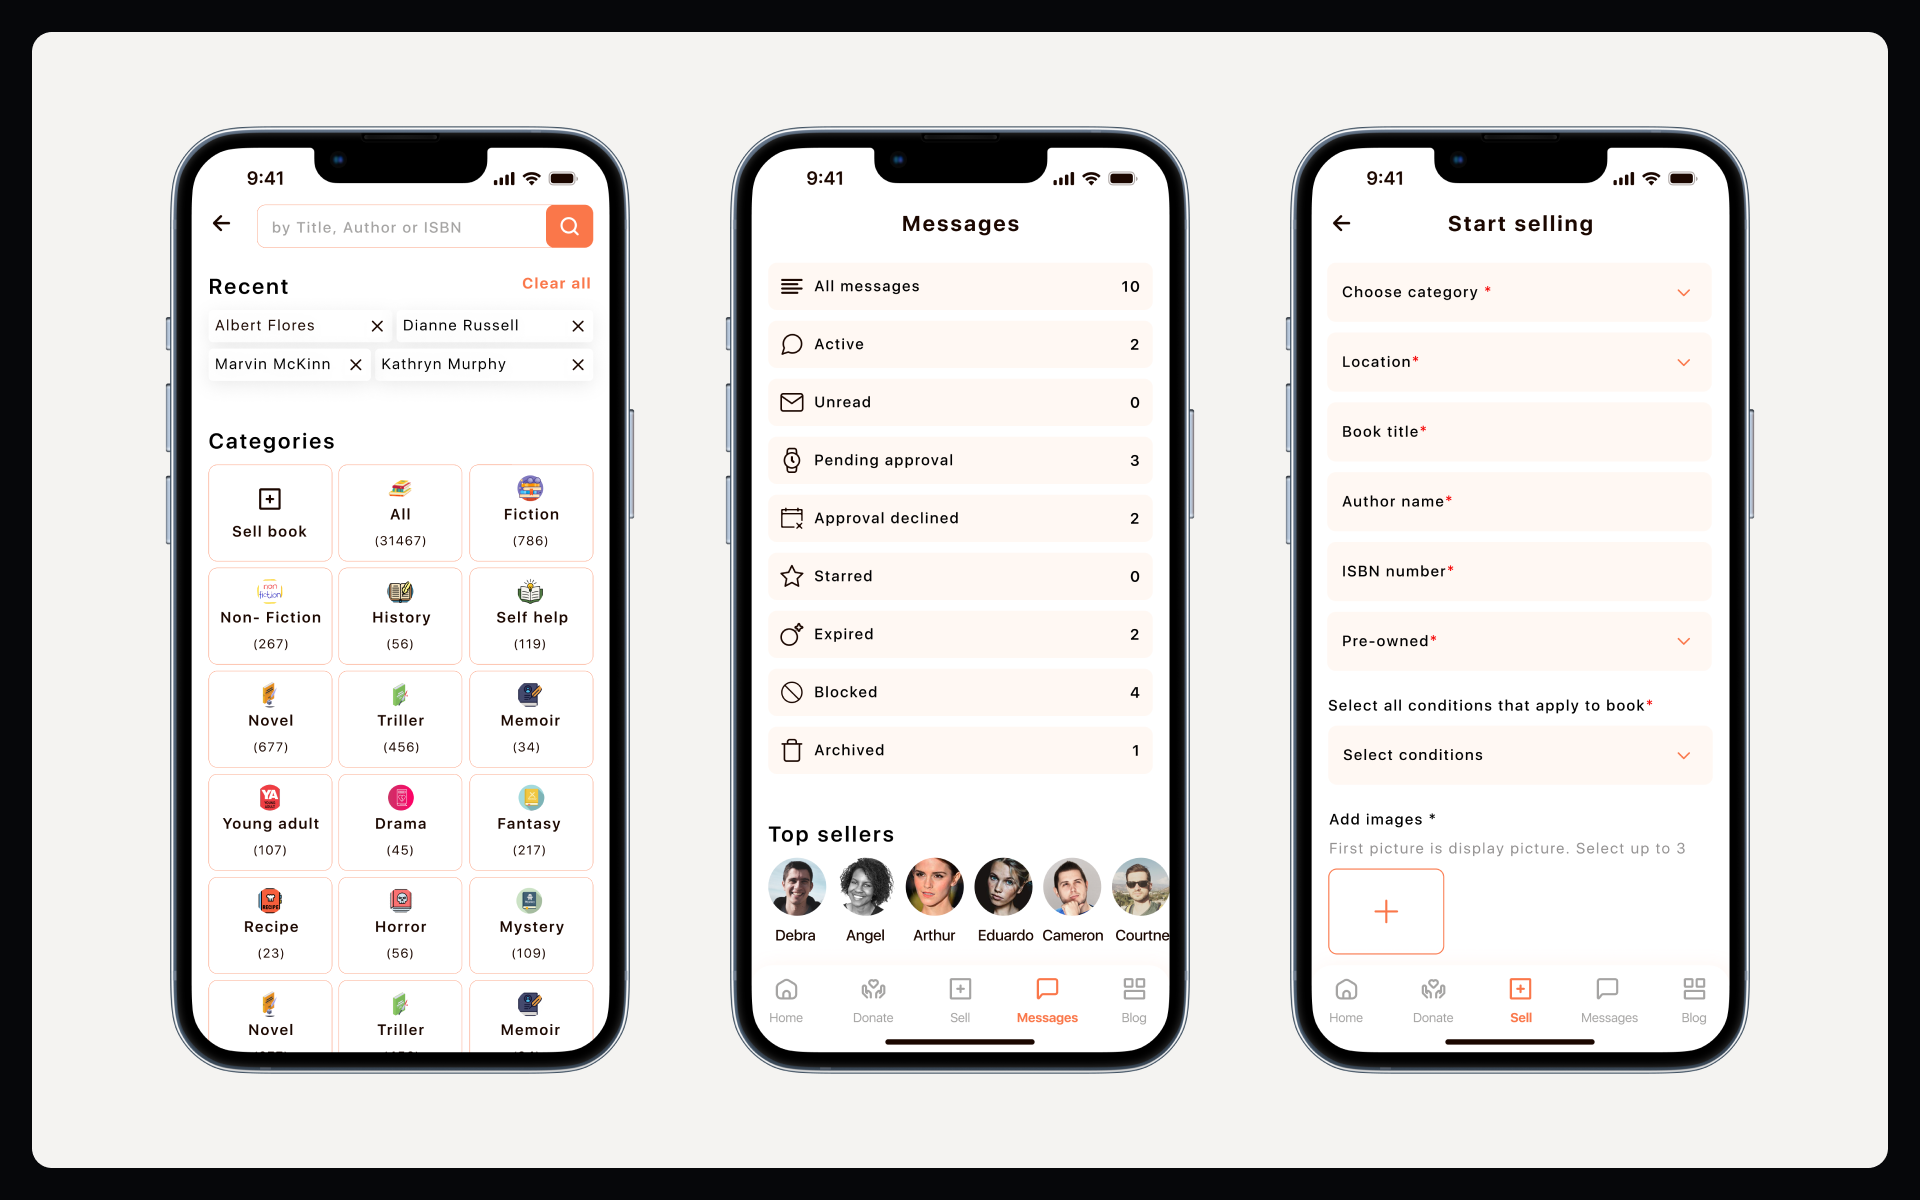 9:41
by Title, Author or ISBN
Recent
Clear all
Albert Flores
Dianne Russell
Marvin McKinn
Kathryn Murphy
Categories
Sell book
All
(31467)
Fiction
(786)
non fiction
Non- Fiction
(267)
History
(56)
Self help
(119)
Novel
(677)
Triller
(456)
Memoir
(34)
YA
Young adult
(107)
Drama
(45)
Fantasy
(217)
RECIPE
Recipe
(23)
Horror
(56)
Mystery
(109)
Novel
Triller
Memoir
9:41
Messages
All messages 10
Active 2
Unread 0
Pending approval 3
Approval declined 2
Starred 0
Expired 2
Blocked 4
Archived 1
Top sellers
Debra
Angel
Arthur
Eduardo
Cameron
Courtne
Home
Donate
Sell
Messages
Blog
9:41
Start selling
Choose category *
Location*
Book title*
Author name*
ISBN number*
Pre-owned*
Select all conditions that apply to book*
Select conditions
Add images *
First picture is display picture. Select up to 3
Home
Donate
Sell
Messages
Blog